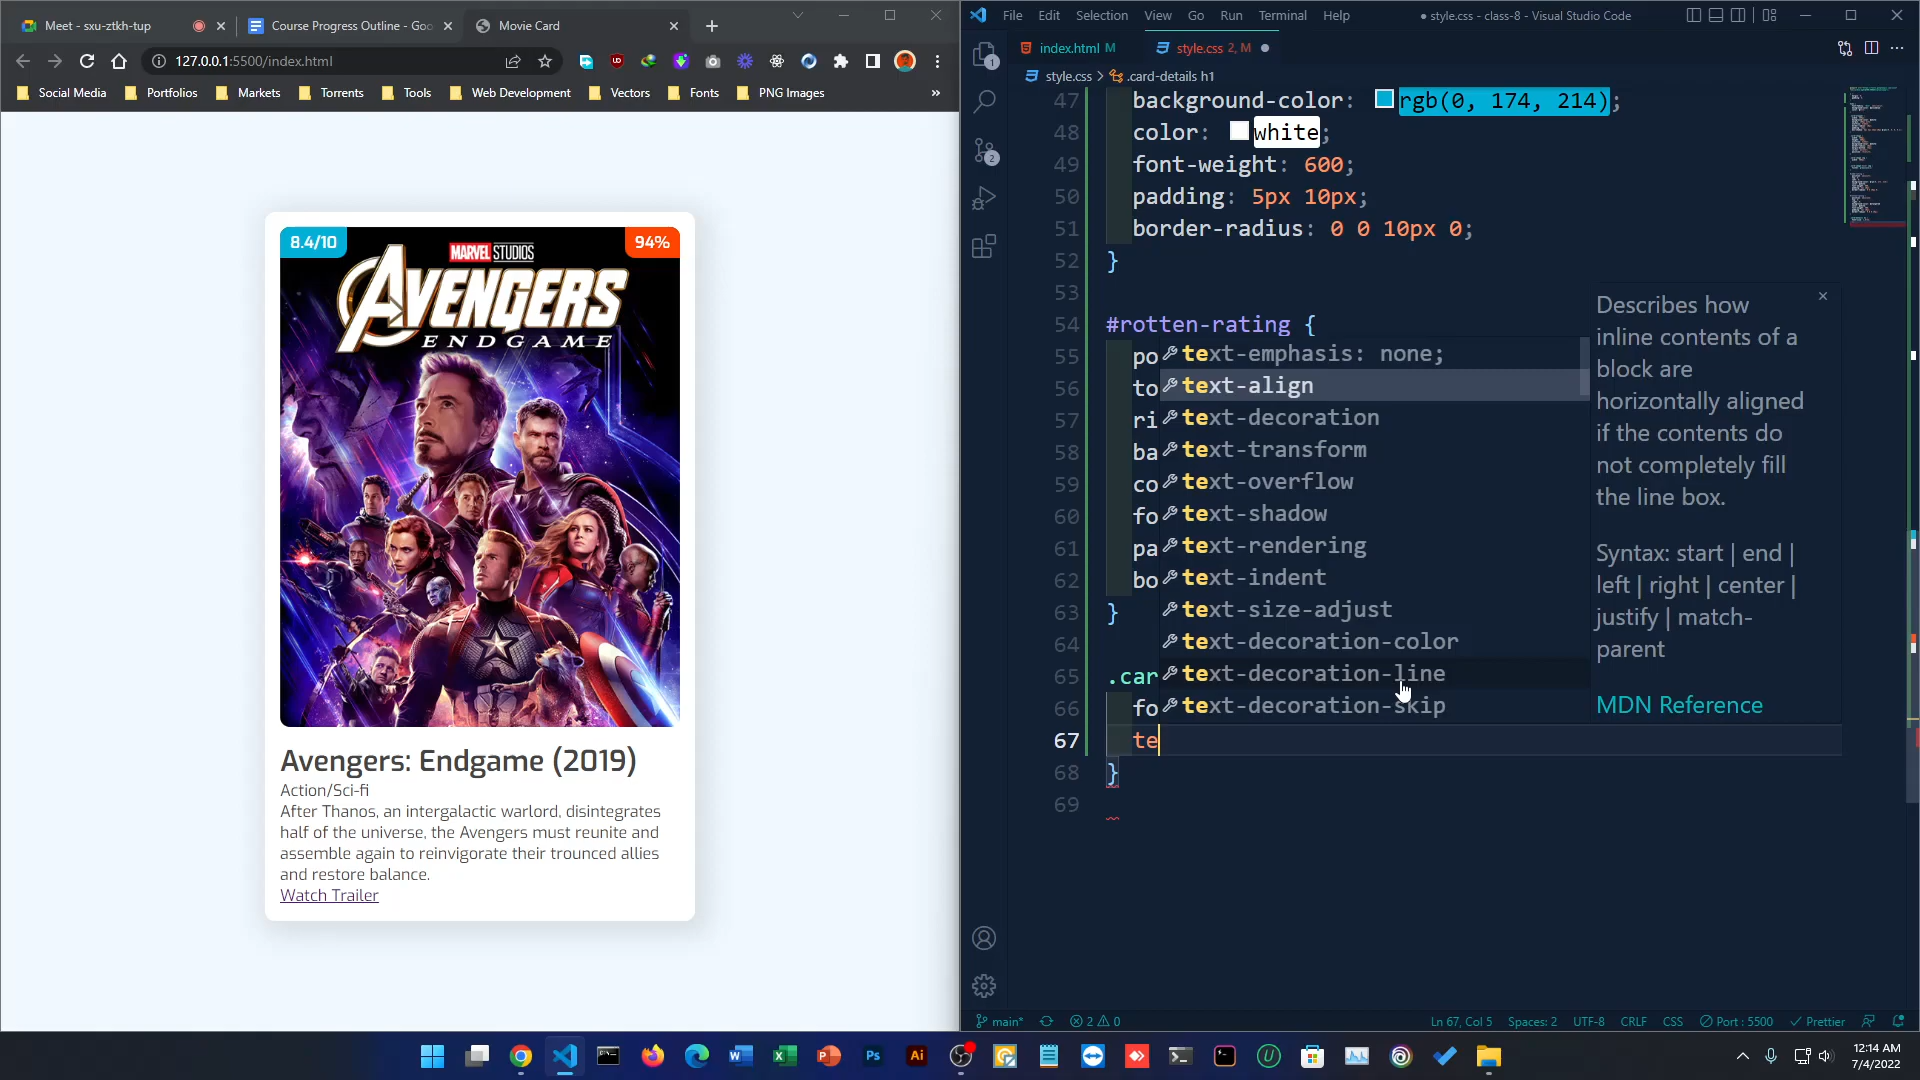 Meet - sxu-ztkh-tup
Course Progress Outline - Goo
Movie Card
127.0.0.1:5500/index.html
Social Media
Portfolios
Markets
Torrents
Tools
Web Development
Vectors
Fonts
PNG Images
»
8.4/10
94%
MARVEL STUDIOS
AVENGERS
ENDGAME
Avengers: Endgame (2019)
Action/Sci-fi
After Thanos, an intergalactic warlord, disintegrates
half of the universe, the Avengers must reunite and
assemble again to reinvigorate their trounced allies
and restore balance.
Watch Trailer
File Edit Selection View Go Run Terminal Help
● style.css - class-8 - Visual Studio Code
index.html M
style.css 2, M
style.css > .card-details h1
47 background-color: rgb(0, 174, 214);
48 color: white;
49 font-weight: 600;
50 padding: 5px 10px;
51 border-radius: 0 0 10px 0;
52 }
53
54 #rotten-rating {
55 po
56 to
57 ri
58 ba
59 co
60 fo
61 pa
62 bo
63 }
64
65 .car
66 fo
67 te
68 }
69
text-emphasis: none;
text-align
text-decoration
text-transform
text-overflow
text-shadow
text-rendering
text-indent
text-size-adjust
text-decoration-color
text-decoration-line
text-decoration-skip
Describes how
inline contents of a
block are
horizontally aligned
if the contents do
not completely fill
the line box.
Syntax: start | end |
left | right | center |
justify | match-
parent
MDN Reference
1
2
main*
2 0
Ln 67, Col 5
Spaces: 2
UTF-8
CRLF
CSS
Port : 5500
Prettier
12:14 AM
7/4/2022